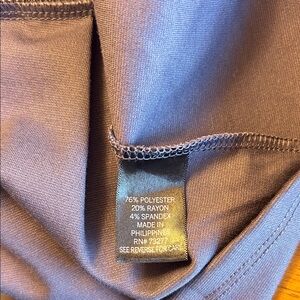 76% POLYESTER
20% RAYON
4% SPANDEX
MADE IN
PHILIPPINES
RN# 73277
SEE REVERSE FOR CARE